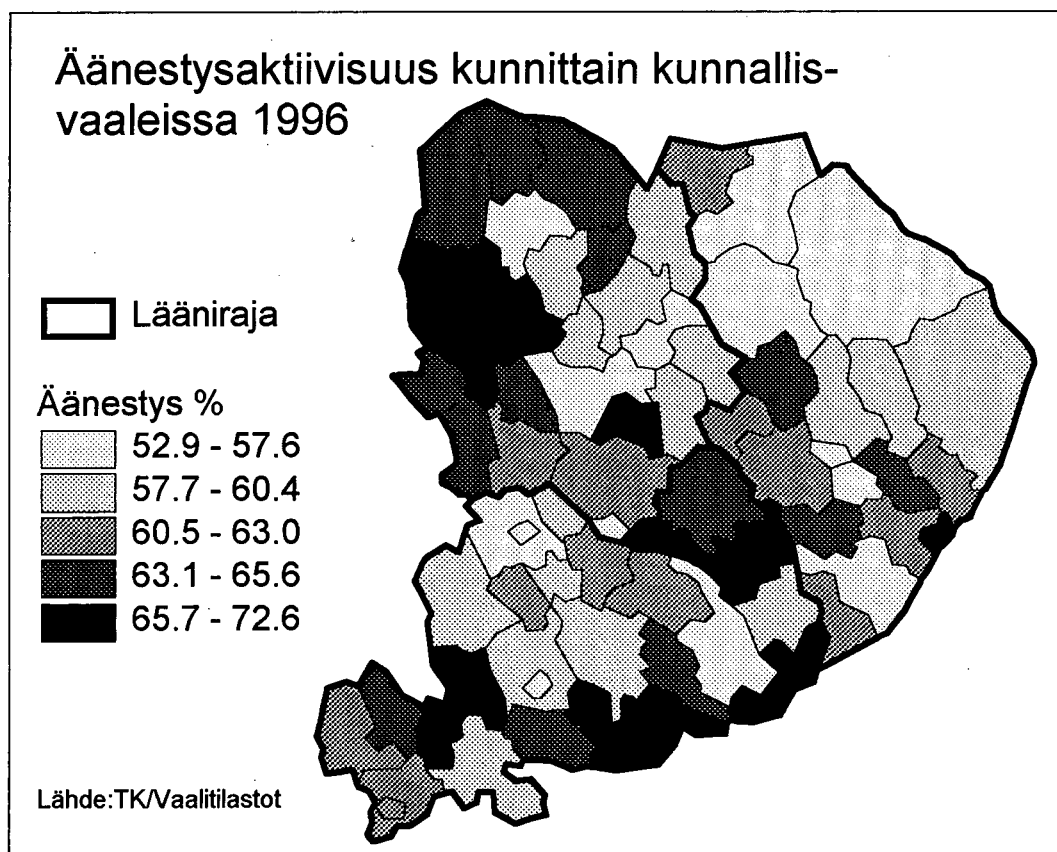 Äänestysaktiivisuus kunnittain kunnallis-
vaaleissa 1996
Lääniraja
Äänestys %
52.9 - 57.6
57.7 - 60.4
60.5 - 63.0
63.1 - 65.6
65.7 - 72.6
Lähde:TK/Vaalitilastot